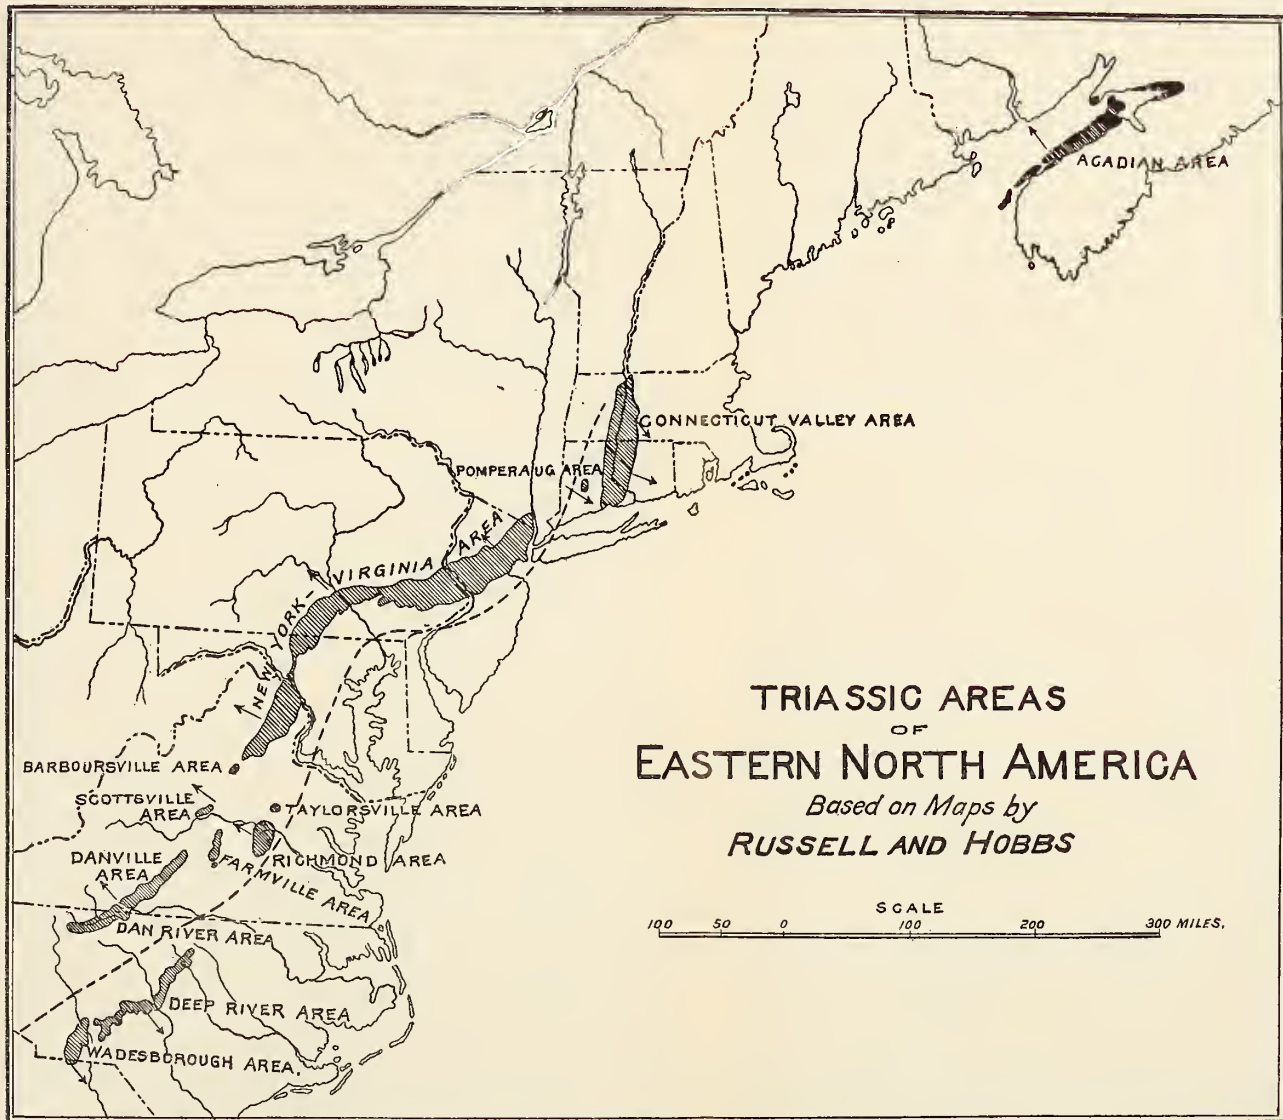 ACADIAN AREA
CONNECTICUT VALLEY AREA
POMPERAUG AREA
NEW YORK - VIRGINIA AREA
BARBOURSVILLE AREA
SCOTTSVILLE
AREA
TAYLORSVILLE AREA
RICHMOND AREA
FARMVILLE AREA
DANVILLE
AREA
DAN RIVER AREA
DEEP RIVER AREA
WADESBOROUGH AREA.
TRIASSIC AREAS
OF
EASTERN NORTH AMERICA
Based on Maps by
RUSSELL AND HOBBS
SCALE
100 50 0 100 200 300 MILES.